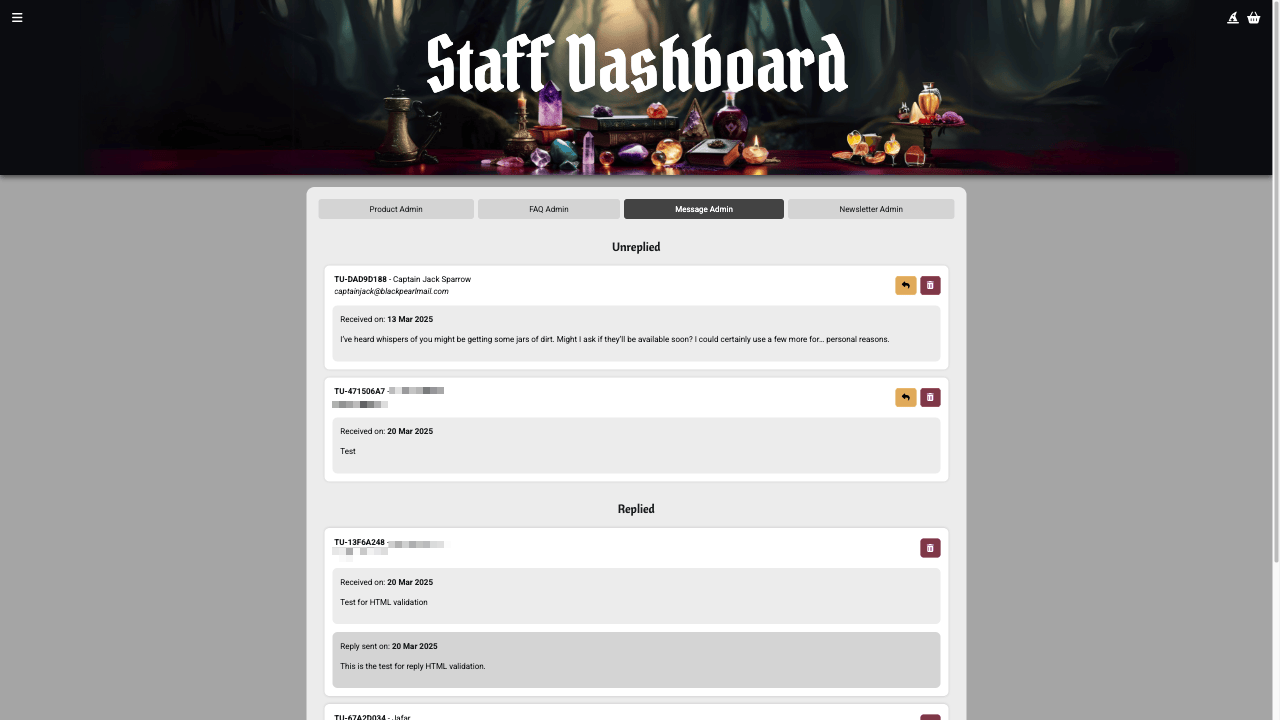 Staff Dashboard
Product Admin
FAQ Admin
Message Admin
Newsletter Admin
Unreplied
TU-DAD9D188 - Captain Jack Sparrow
captainjack@blackpearlmail.com
Received on: 13 Mar 2025
I've heard whispers of you might be getting some jars of dirt. Might I ask if they'll be available soon? I could certainly use a few more for... personal reasons.
TU-471506A7 -
Received on: 20 Mar 2025
Test
Replied
TU-13F6A248 -
Received on: 20 Mar 2025
Test for HTML validation
Reply sent on: 20 Mar 2025
This is the test for reply HTML validation.
TU-67A2D034 - Jafar